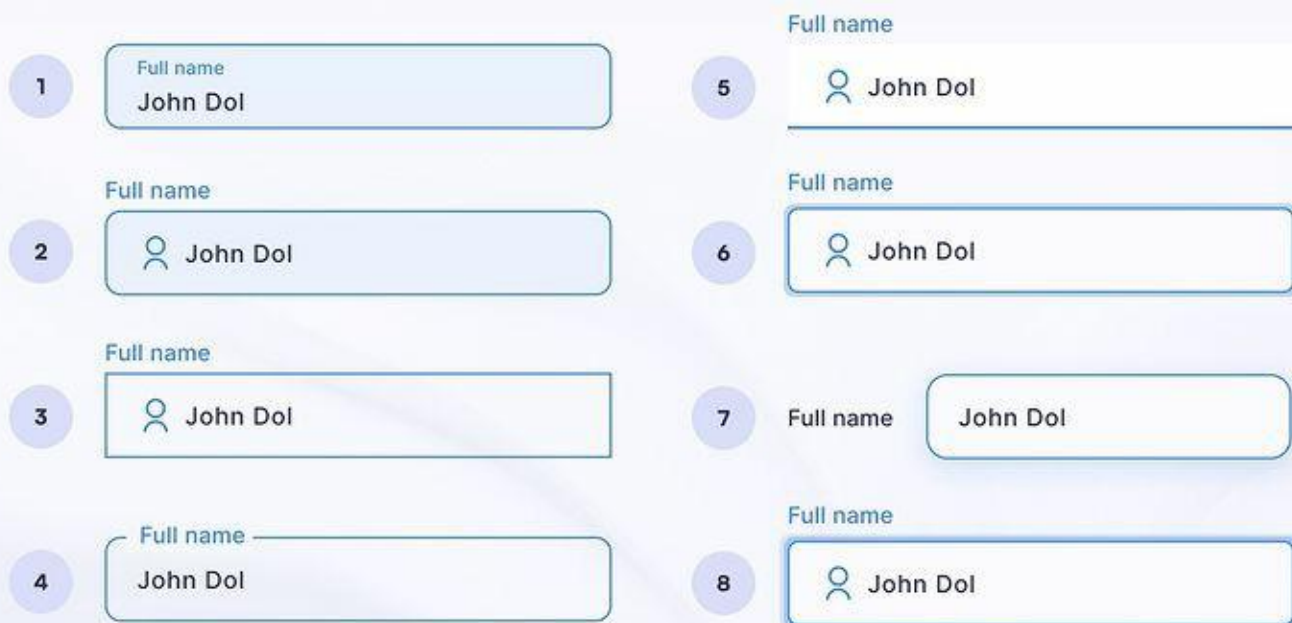 1
Full name
John Dol
2
Full name
John Dol
3
Full name
John Dol
4
Full name
John Dol
5
Full name
John Dol
6
Full name
John Dol
7
Full name
John Dol
8
Full name
John Dol